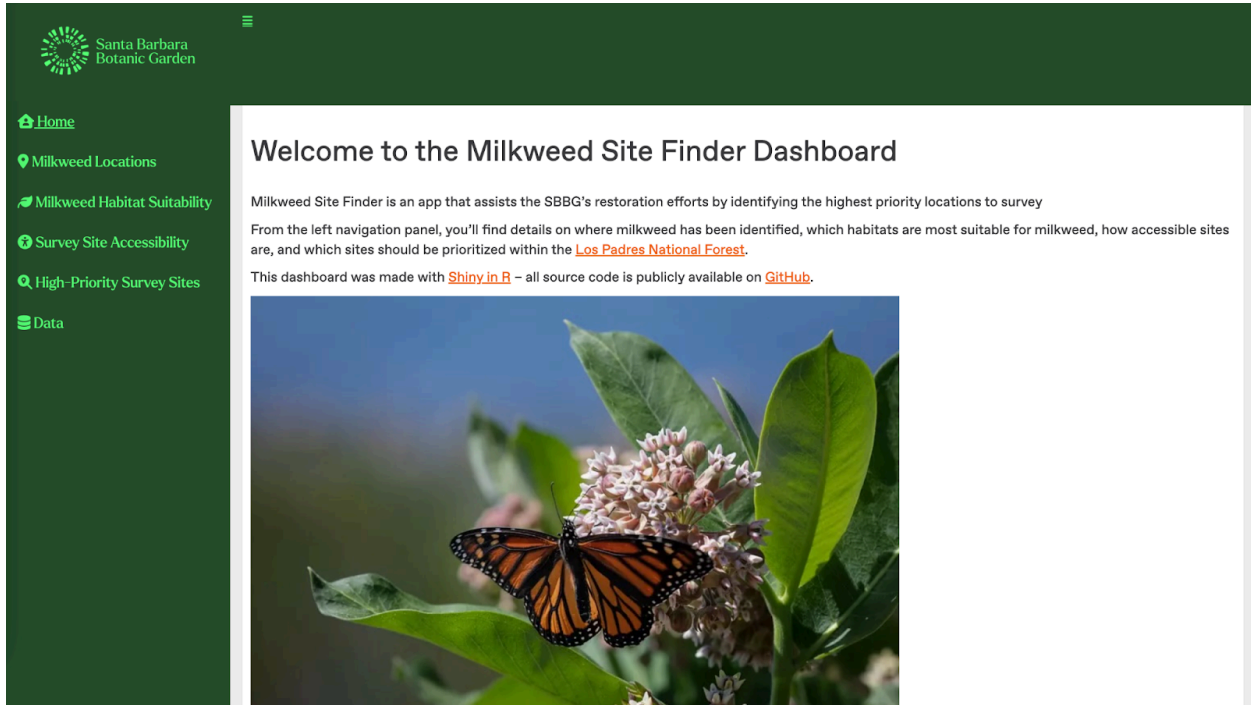 Santa Barbara
Botanic Garden
Home
Milkweed Locations
Milkweed Habitat Suitability
Survey Site Accessibility
High-Priority Survey Sites
Data
Welcome to the Milkweed Site Finder Dashboard
Milkweed Site Finder is an app that assists the SBBG's restoration efforts by identifying the highest priority locations to survey
From the left navigation panel, you'll find details on where milkweed has been identified, which habitats are most suitable for milkweed, how accessible sites
are, and which sites should be prioritized within the Los Padres National Forest.
This dashboard was made with Shiny in R – all source code is publicly available on GitHub.